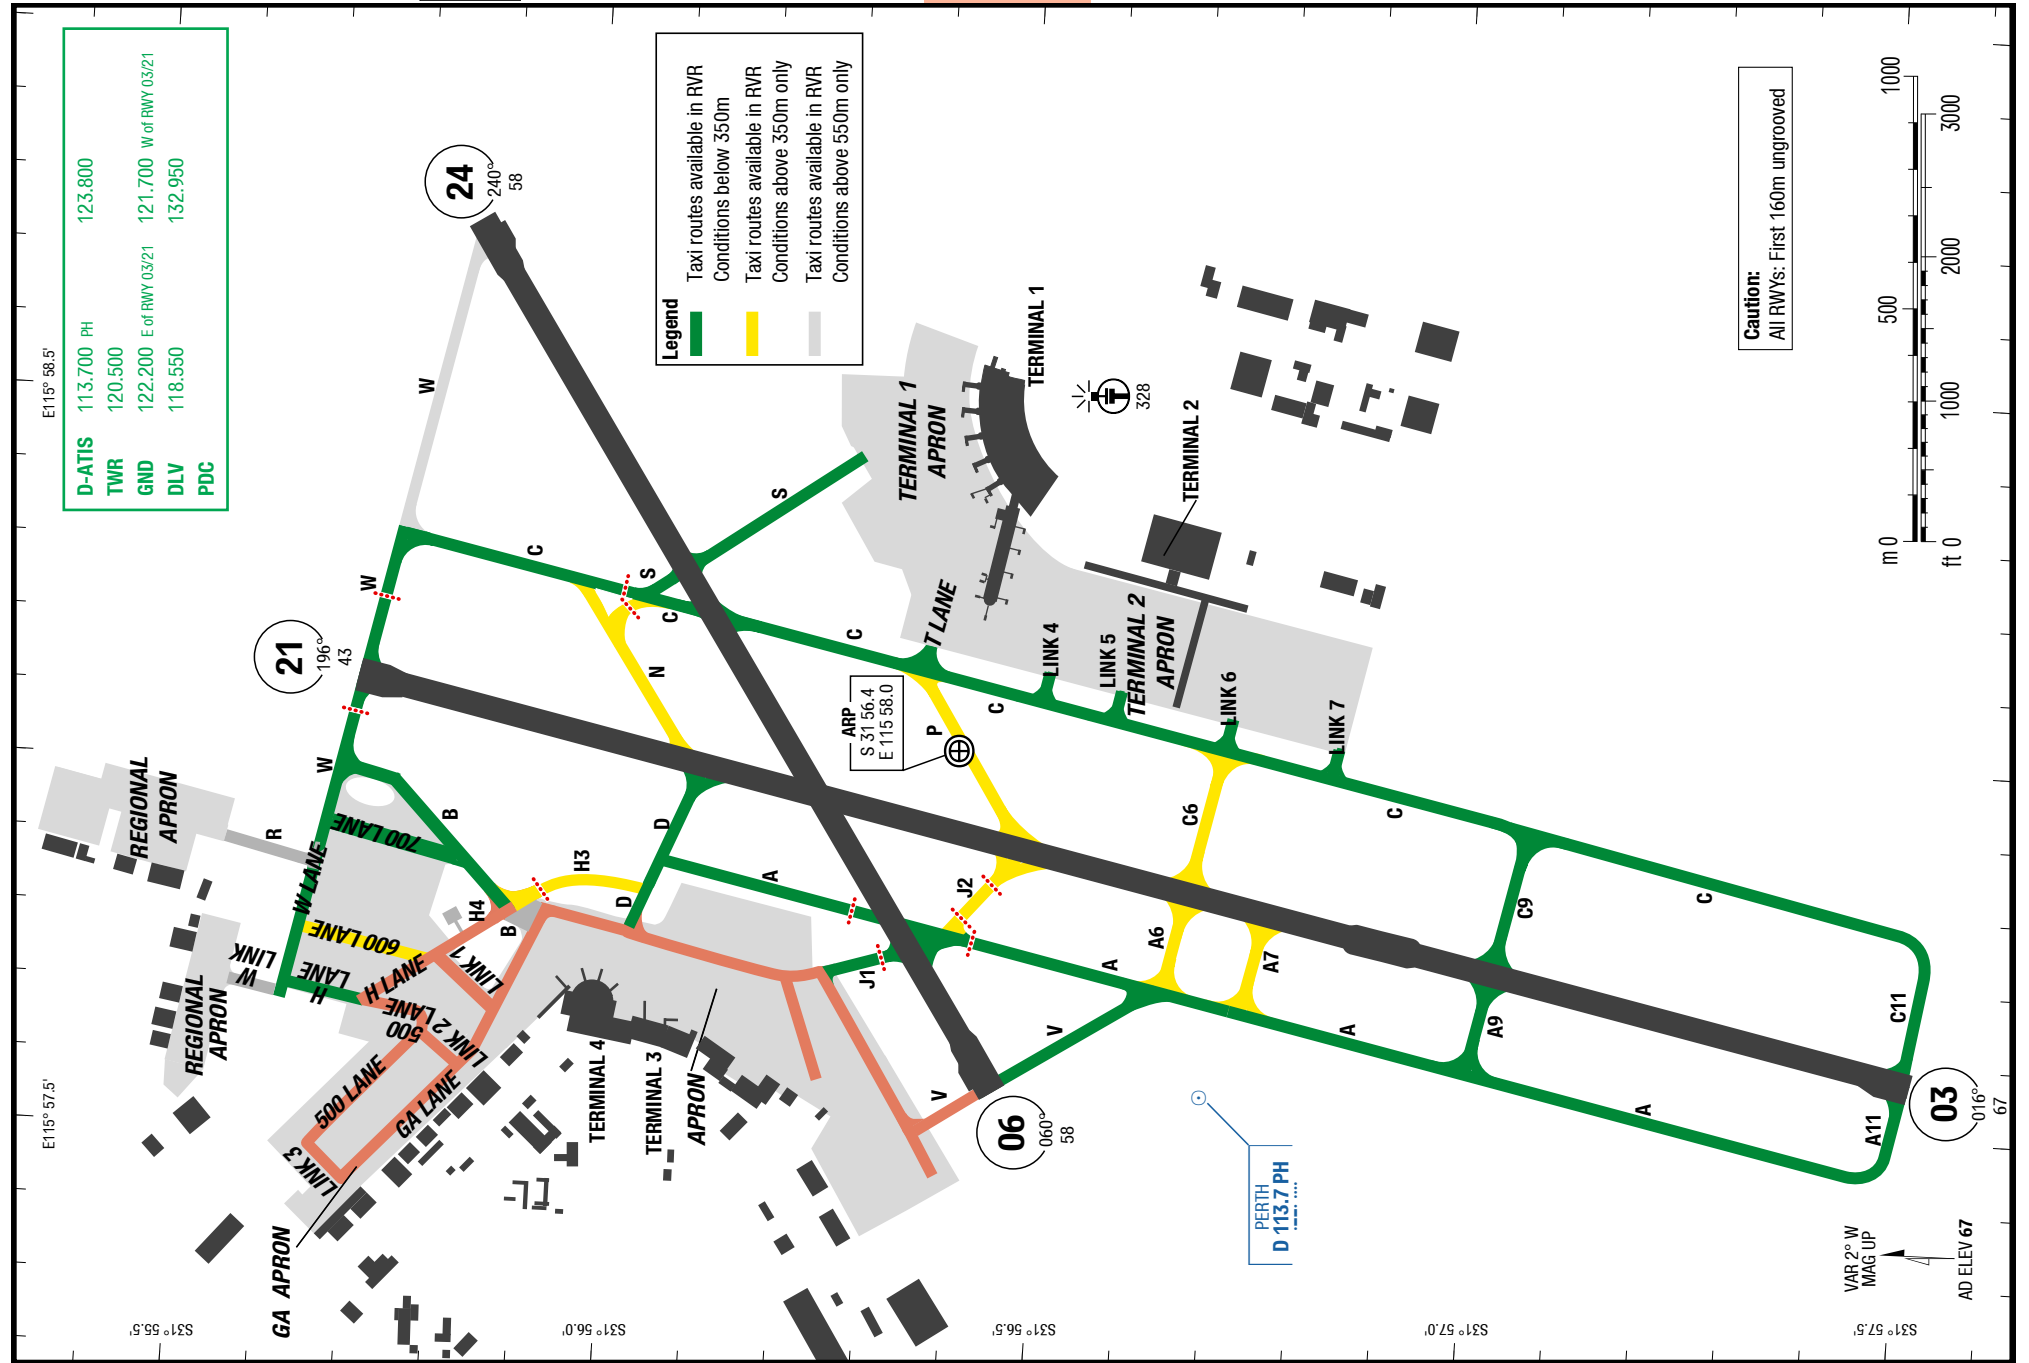 D-ATIS 113.700 PH 123.800
TWR 120.500
GND 122.200 E of RWY 03/21 121.700 W of RWY 03/21
DLV 118.550 132.950
PDC
Legend
Taxi routes available in RVR
Conditions below 350m
Taxi routes available in RVR
Conditions above 350m only
Taxi routes available in RVR
Conditions above 550m only
Caution:
All RWYs: First 160m ungrooved
m 0 500 1000
ft 0 1000 2000 3000
E115° 58.5'
E115° 57.5'
S31° 55.5'
S31° 56.0'
S31° 56.5'
S31° 57.0'
S31° 57.5'
24
240°
58
21
196°
43
06
060°
58
03
016°
67
ARP
S 31 56.4
E 115 58.0
PERTH
D 113.7 PH
VAR 2° W
MAG UP
AD ELEV 67
328
TERMINAL 1
TERMINAL 1
APRON
TERMINAL 2
TERMINAL 2
APRON
TERMINAL 3
TERMINAL 4
APRON
REGIONAL
APRON
REGIONAL
APRON
GA APRON
T LANE
LINK 4
LINK 5
LINK 6
LINK 7
W
W
W
W LANE
W
LINK
R
700 LANE
600 LANE
H
LANE
H LANE
500
LANE
500 LANE
GA LANE
LINK 1
LINK 2
LINK 3
H4
H3
B
B
D
D
A
A
A
A
J1
J2
V
V
A6
A7
A9
A11
C
C
C
C
C
C
C6
C9
C11
S
S
N
P